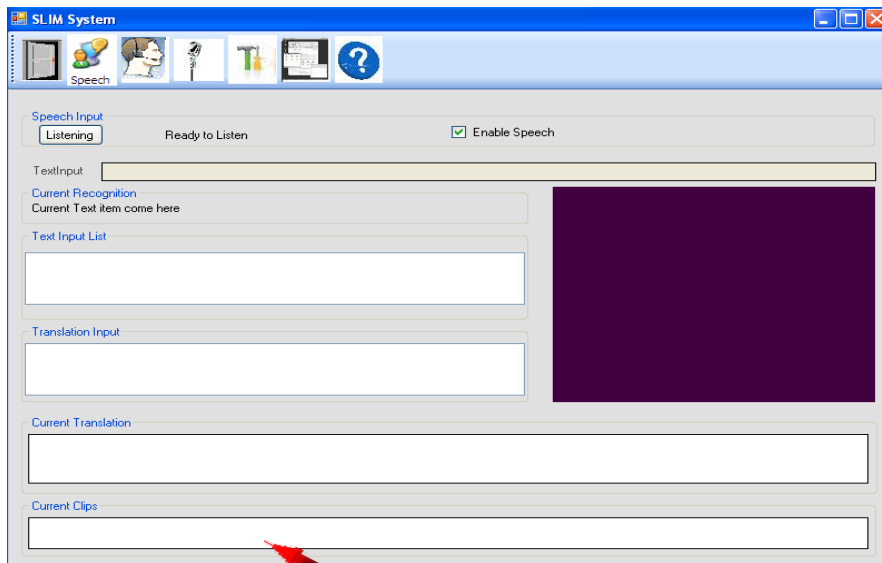 SLIM System
Speech
Speech Input
Listening Ready to Listen Enable Speech
TextInput
Current Recognition
Current Text item come here
Text Input List
Translation Input
Current Translation
Current Clips